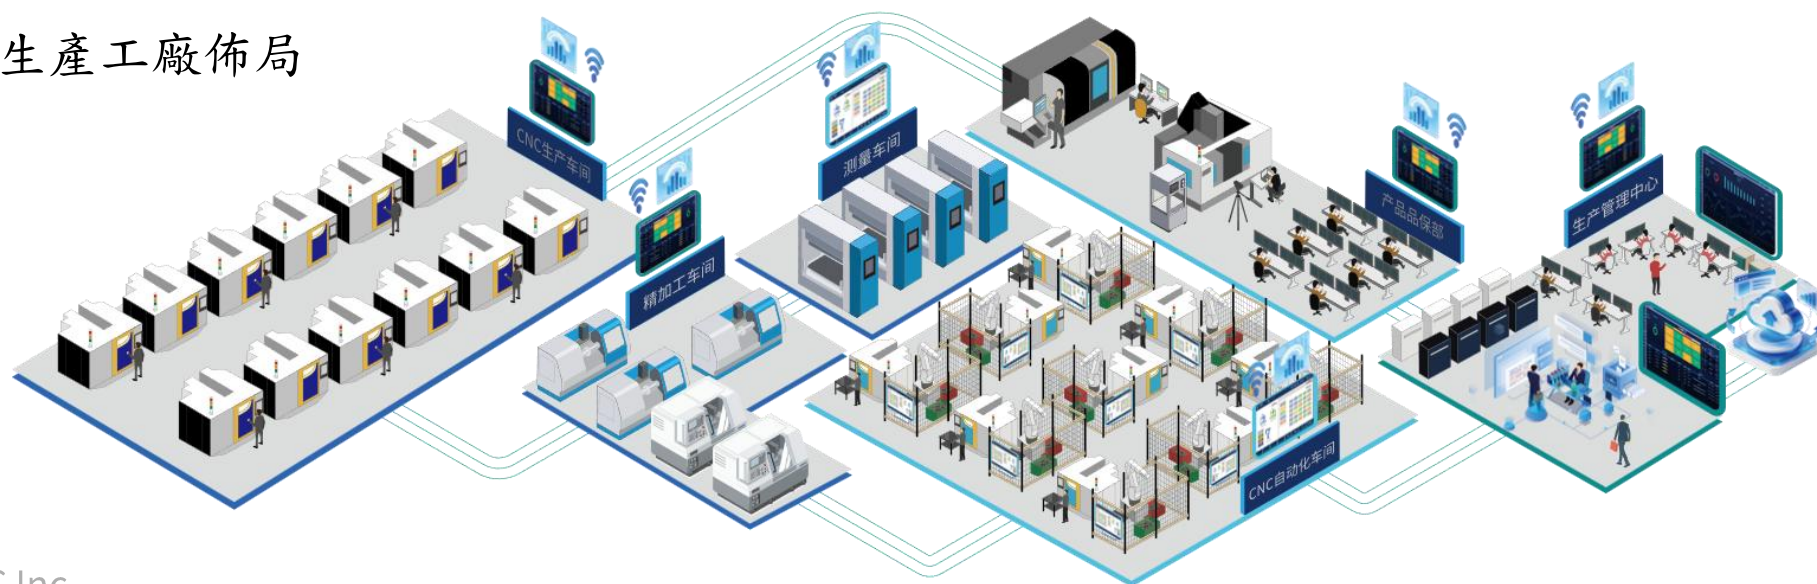 生產工廠佈局
CNC生产车间
精加工车间
测量车间
产品品保部
生产管理中心
CNC自动化车间
Inc